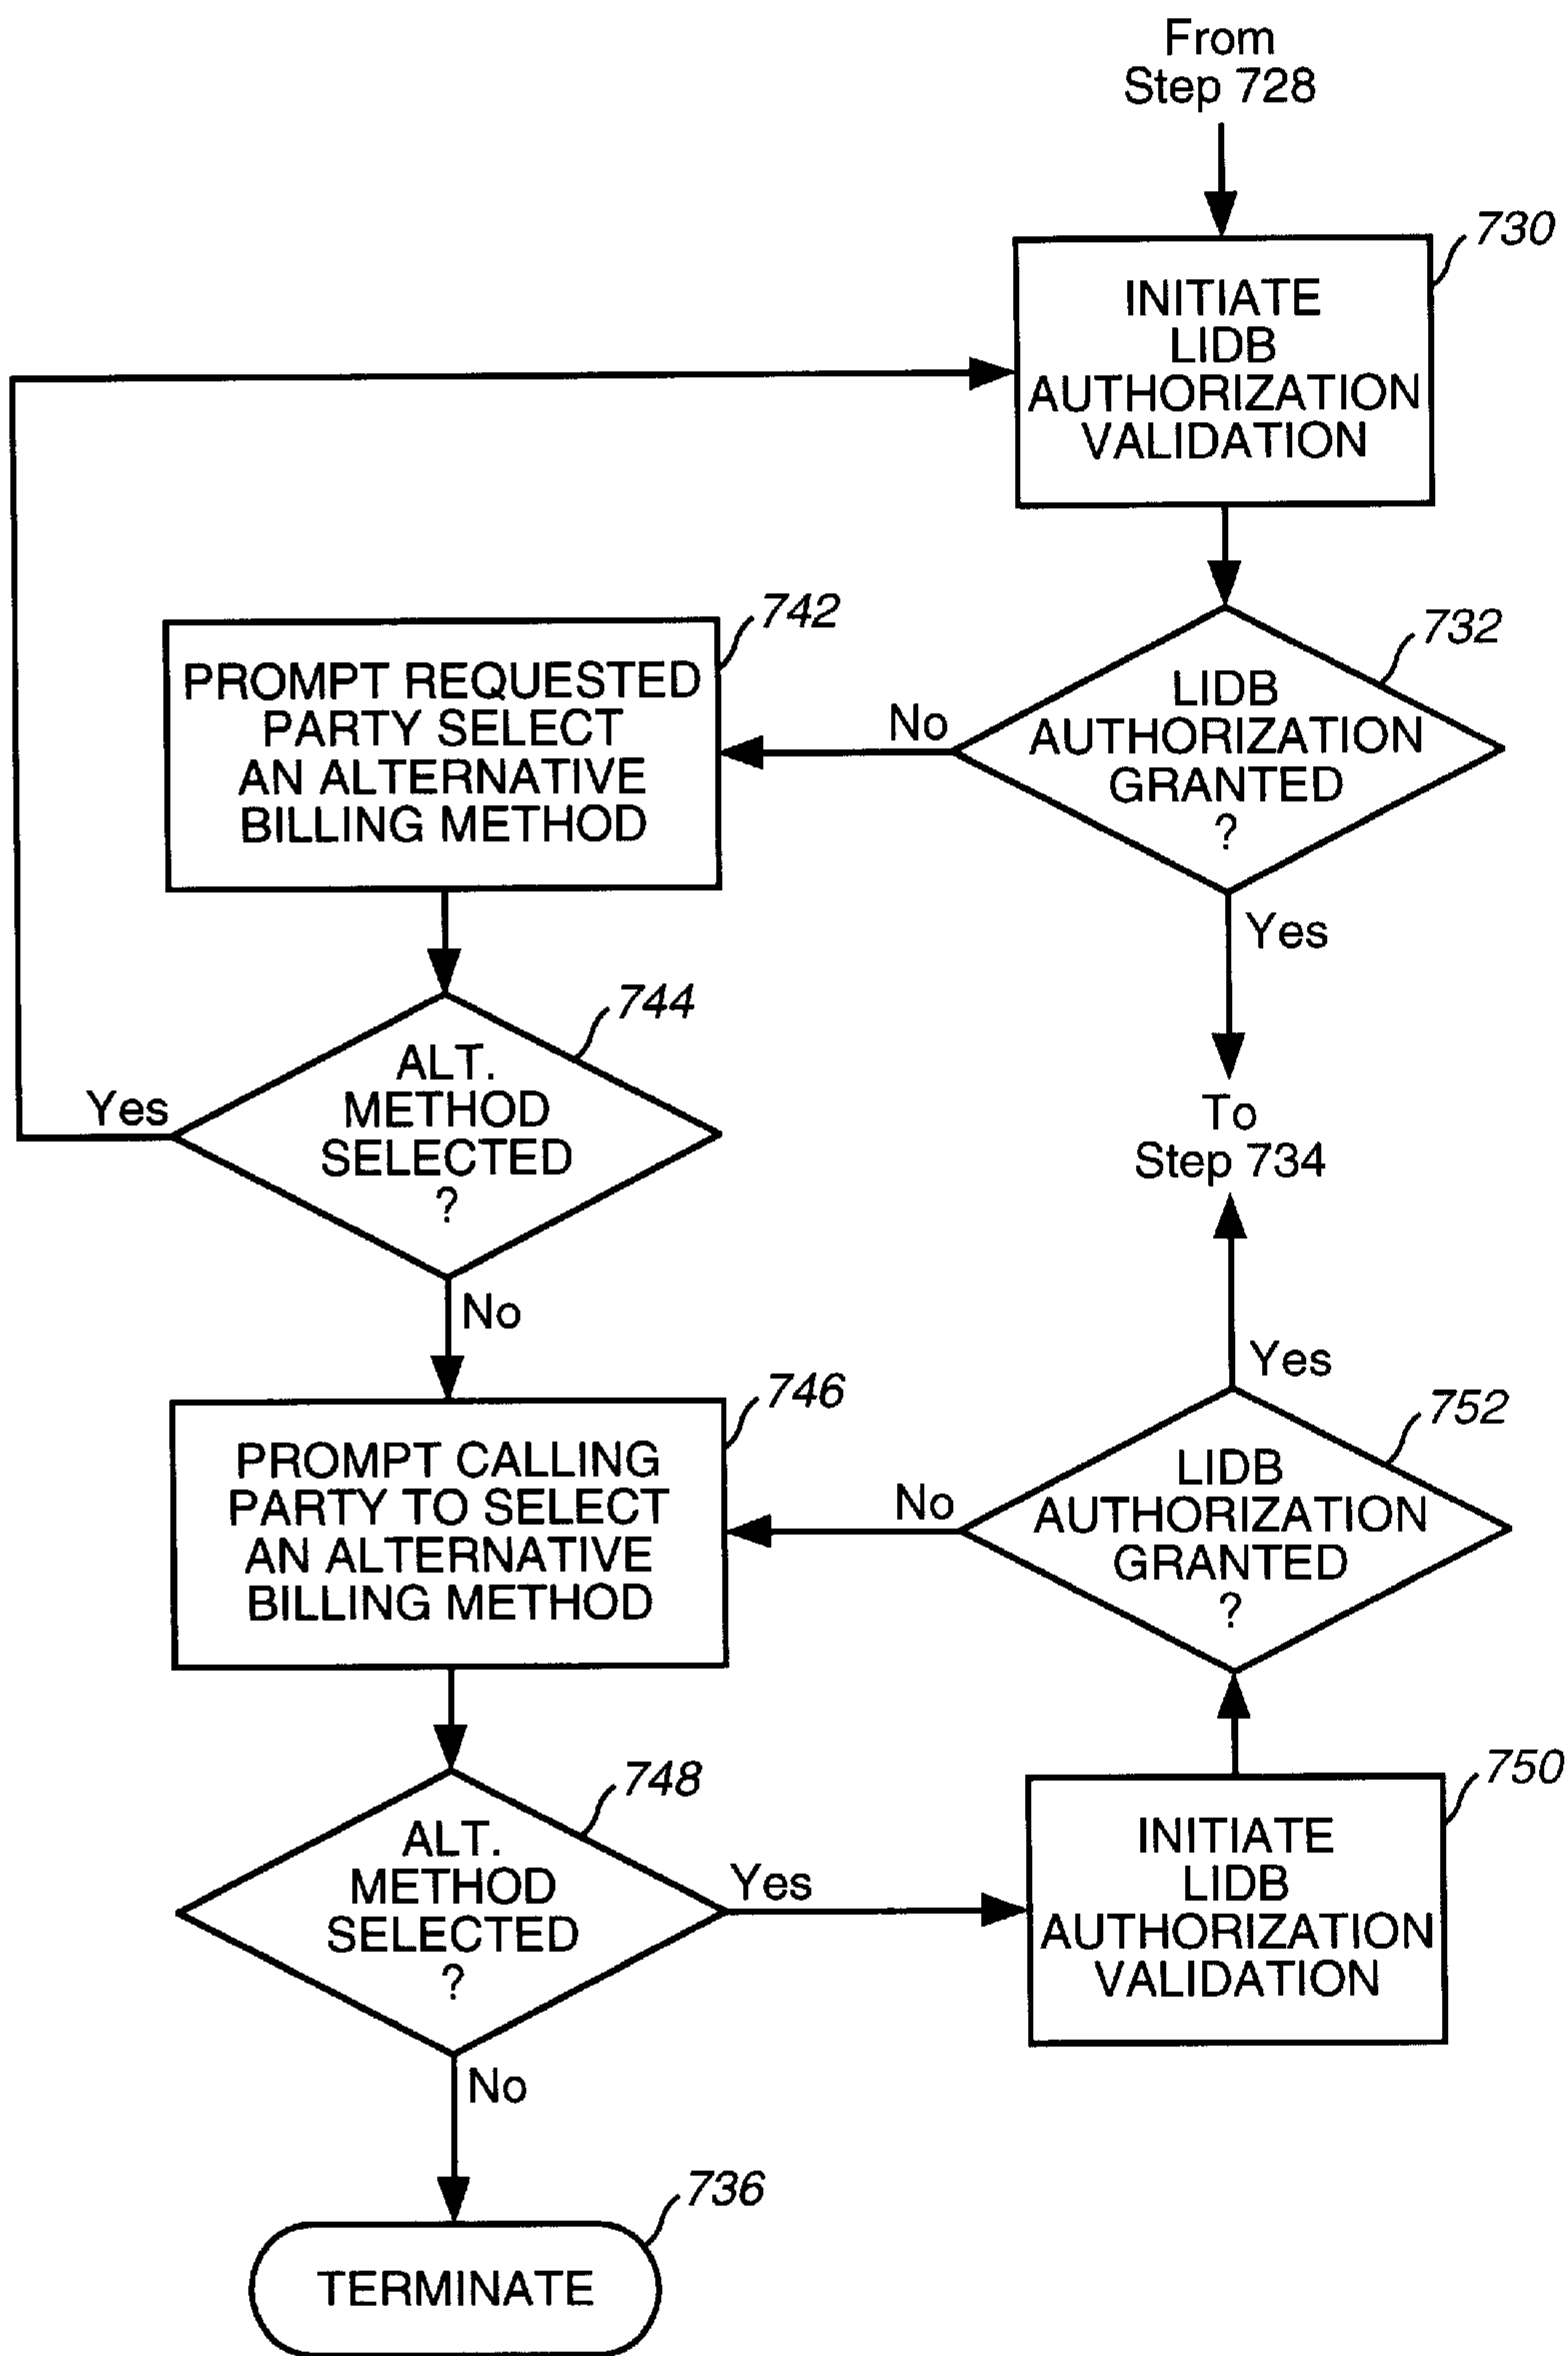 From
Step 728
730
INITIATE
LIDB
AUTHORIZATION
VALIDATION
742
PROMPT REQUESTED
PARTY SELECT
AN ALTERNATIVE
BILLING METHOD
No
732
LIDB
AUTHORIZATION
GRANTED
?
Yes
744
ALT.
METHOD
SELECTED
?
Yes
No
To
Step 734
746
PROMPT CALLING
PARTY TO SELECT
AN ALTERNATIVE
BILLING METHOD
Yes
752
LIDB
AUTHORIZATION
GRANTED
?
No
748
ALT.
METHOD
SELECTED
?
Yes
No
750
INITIATE
LIDB
AUTHORIZATION
VALIDATION
736
TERMINATE